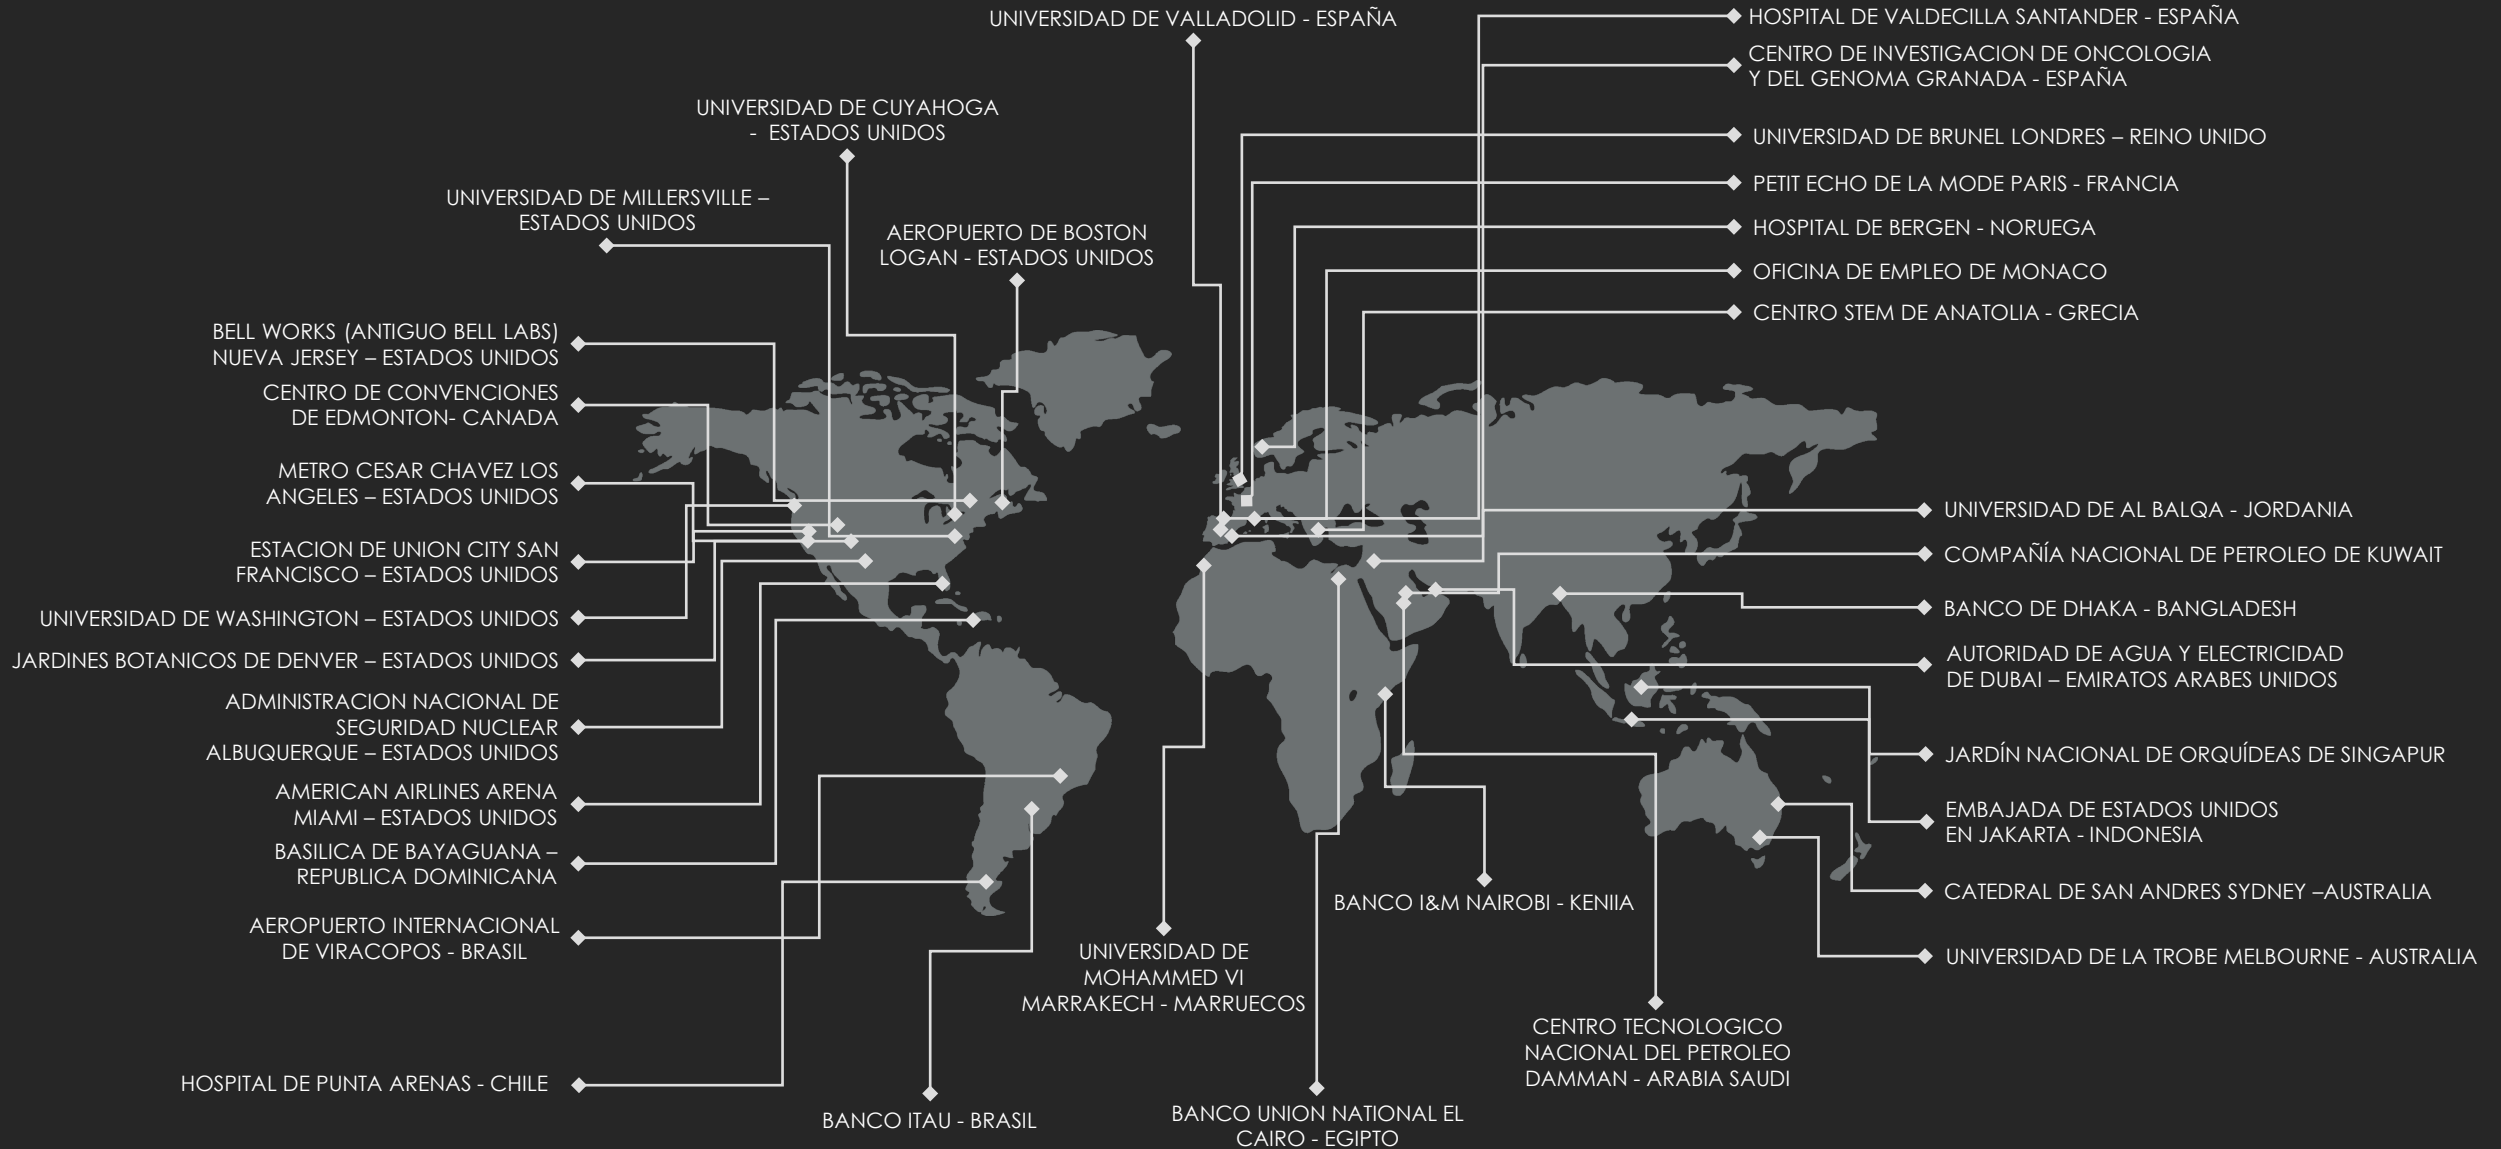 UNIVERSIDAD DE VALLADOLID - ESPAÑA
HOSPITAL DE VALDECILLA SANTANDER - ESPAÑA
CENTRO DE INVESTIGACION DE ONCOLOGIA
Y DEL GENOMA GRANADA - ESPAÑA
UNIVERSIDAD DE CUYAHOGA
- ESTADOS UNIDOS
UNIVERSIDAD DE BRUNEL LONDRES – REINO UNIDO
PETIT ECHO DE LA MODE PARIS - FRANCIA
UNIVERSIDAD DE MILLERSVILLE –
ESTADOS UNIDOS
AEROPUERTO DE BOSTON
LOGAN - ESTADOS UNIDOS
HOSPITAL DE BERGEN - NORUEGA
OFICINA DE EMPLEO DE MONACO
CENTRO STEM DE ANATOLIA - GRECIA
BELL WORKS (ANTIGUO BELL LABS)
NUEVA JERSEY – ESTADOS UNIDOS
CENTRO DE CONVENCIONES
DE EDMONTON- CANADA
METRO CESAR CHAVEZ LOS
ANGELES – ESTADOS UNIDOS
ESTACION DE UNION CITY SAN
FRANCISCO – ESTADOS UNIDOS
UNIVERSIDAD DE WASHINGTON – ESTADOS UNIDOS
JARDINES BOTANICOS DE DENVER – ESTADOS UNIDOS
ADMINISTRACION NACIONAL DE
SEGURIDAD NUCLEAR
ALBUQUERQUE – ESTADOS UNIDOS
AMERICAN AIRLINES ARENA
MIAMI – ESTADOS UNIDOS
BASILICA DE BAYAGUANA –
REPUBLICA DOMINICANA
AEROPUERTO INTERNACIONAL
DE VIRACOPOS - BRASIL
HOSPITAL DE PUNTA ARENAS - CHILE
BANCO ITAU - BRASIL
UNIVERSIDAD DE
MOHAMMED VI
MARRAKECH - MARRUECOS
BANCO UNION NATIONAL EL
CAIRO - EGIPTO
BANCO I&M NAIROBI - KENIIA
CENTRO TECNOLOGICO
NACIONAL DEL PETROLEO
DAMMAN - ARABIA SAUDI
UNIVERSIDAD DE AL BALQA - JORDANIA
COMPAÑÍA NACIONAL DE PETROLEO DE KUWAIT
BANCO DE DHAKA - BANGLADESH
AUTORIDAD DE AGUA Y ELECTRICIDAD
DE DUBAI – EMIRATOS ARABES UNIDOS
JARDÍN NACIONAL DE ORQUÍDEAS DE SINGAPUR
EMBAJADA DE ESTADOS UNIDOS
EN JAKARTA - INDONESIA
CATEDRAL DE SAN ANDRES SYDNEY –AUSTRALIA
UNIVERSIDAD DE LA TROBE MELBOURNE - AUSTRALIA